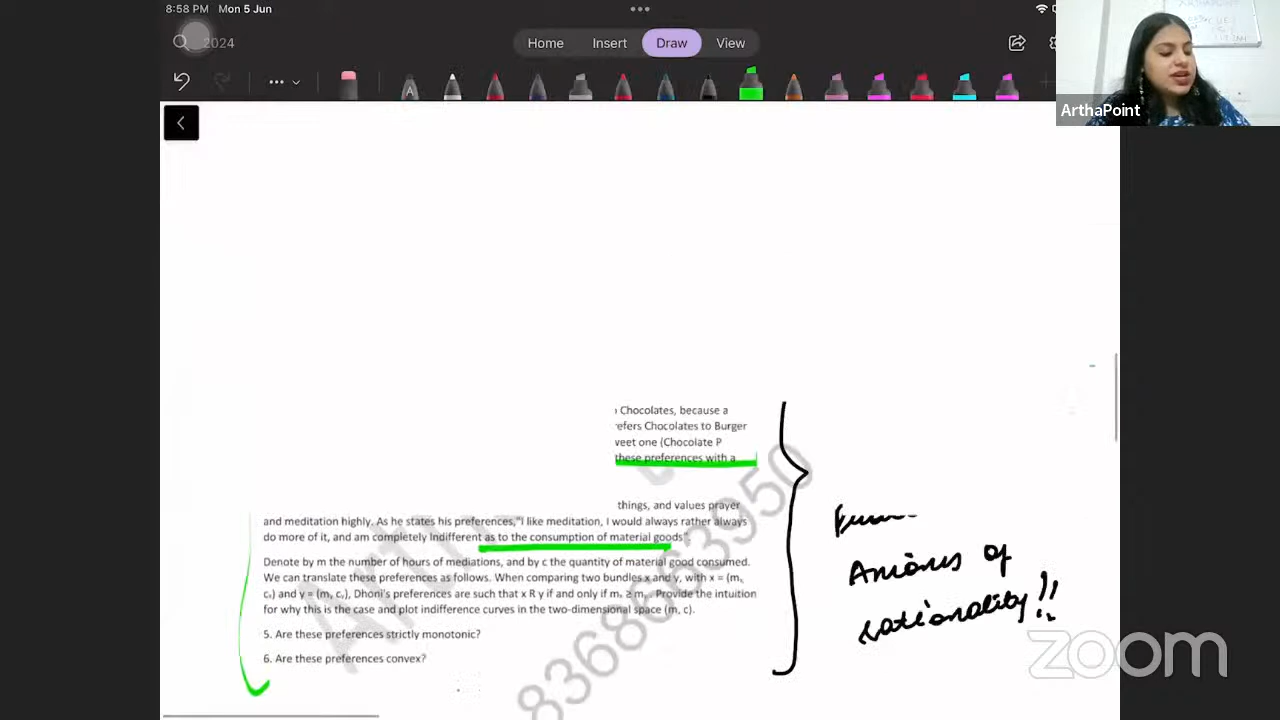 8:58 PM Mon 5 Jun
2024
Home Insert Draw View
ArthaPoint
A
Chocolates, because a
refers Chocolates to Burger
weet one (Chocolate P
these preferences with a
things, and values prayer
and meditation highly. As he states his preferences,"I like meditation, I would always rather always
do more of it, and am completely Indifferent as to the consumption of material goods".
Denote by m the number of hours of mediations, and by c the quantity of material good consumed.
We can translate these preferences as follows. When comparing two bundles x and y, with x = (mₓ
cₓ) and y = (m, cᵧ), Dhoni's preferences are such that x R y if and only if mₓ ≥ m Provide the intuition
for why this is the case and plot indifference curves in the two-dimensional space (m, c).
5. Are these preferences strictly monotonic?
6. Are these preferences convex?
Axioms of
rationality!!
8368563950
zoom